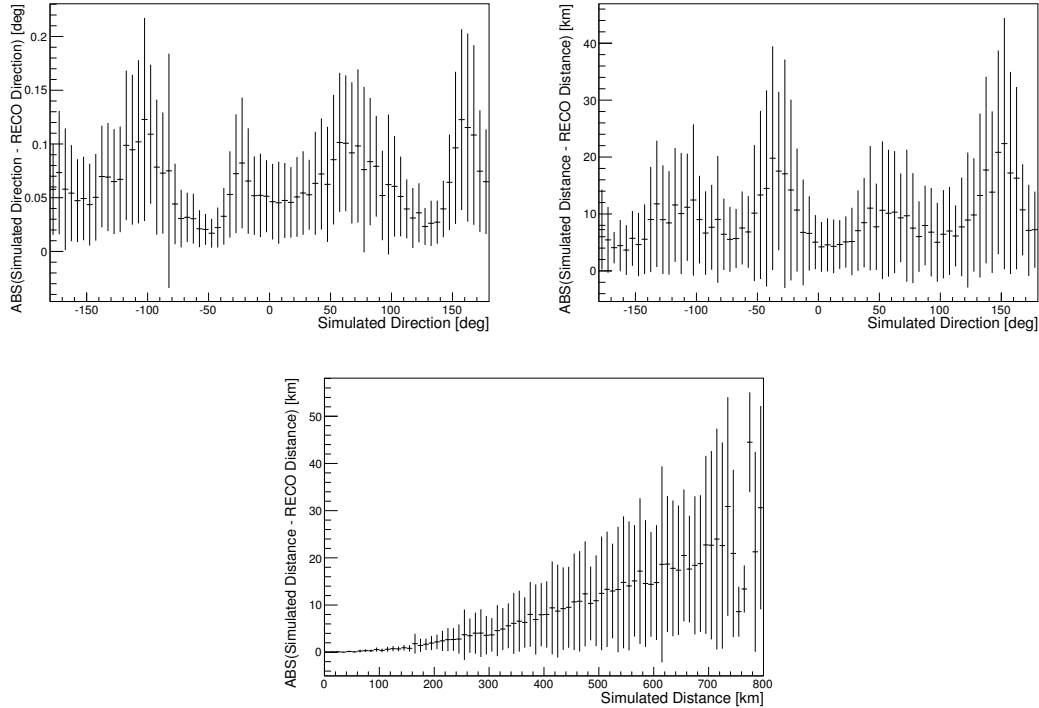 ABS(Simulated Direction - RECO Direction) [deg]
0.2
0.15
0.1
0.05
0
-150 -100 -50 0 50 100 150
Simulated Direction [deg]
ABS(Simulated Distance - RECO Distance) [km]
40
30
20
10
0
-150 -100 -50 0 50 100 150
Simulated Direction [deg]
ABS(Simulated Distance - RECO Distance) [km]
50
40
30
20
10
0
0 100 200 300 400 500 600 700 800
Simulated Distance [km]